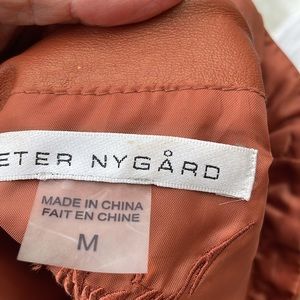 ETER NYGÅRD
MADE IN CHINA
FAIT EN CHINE
M